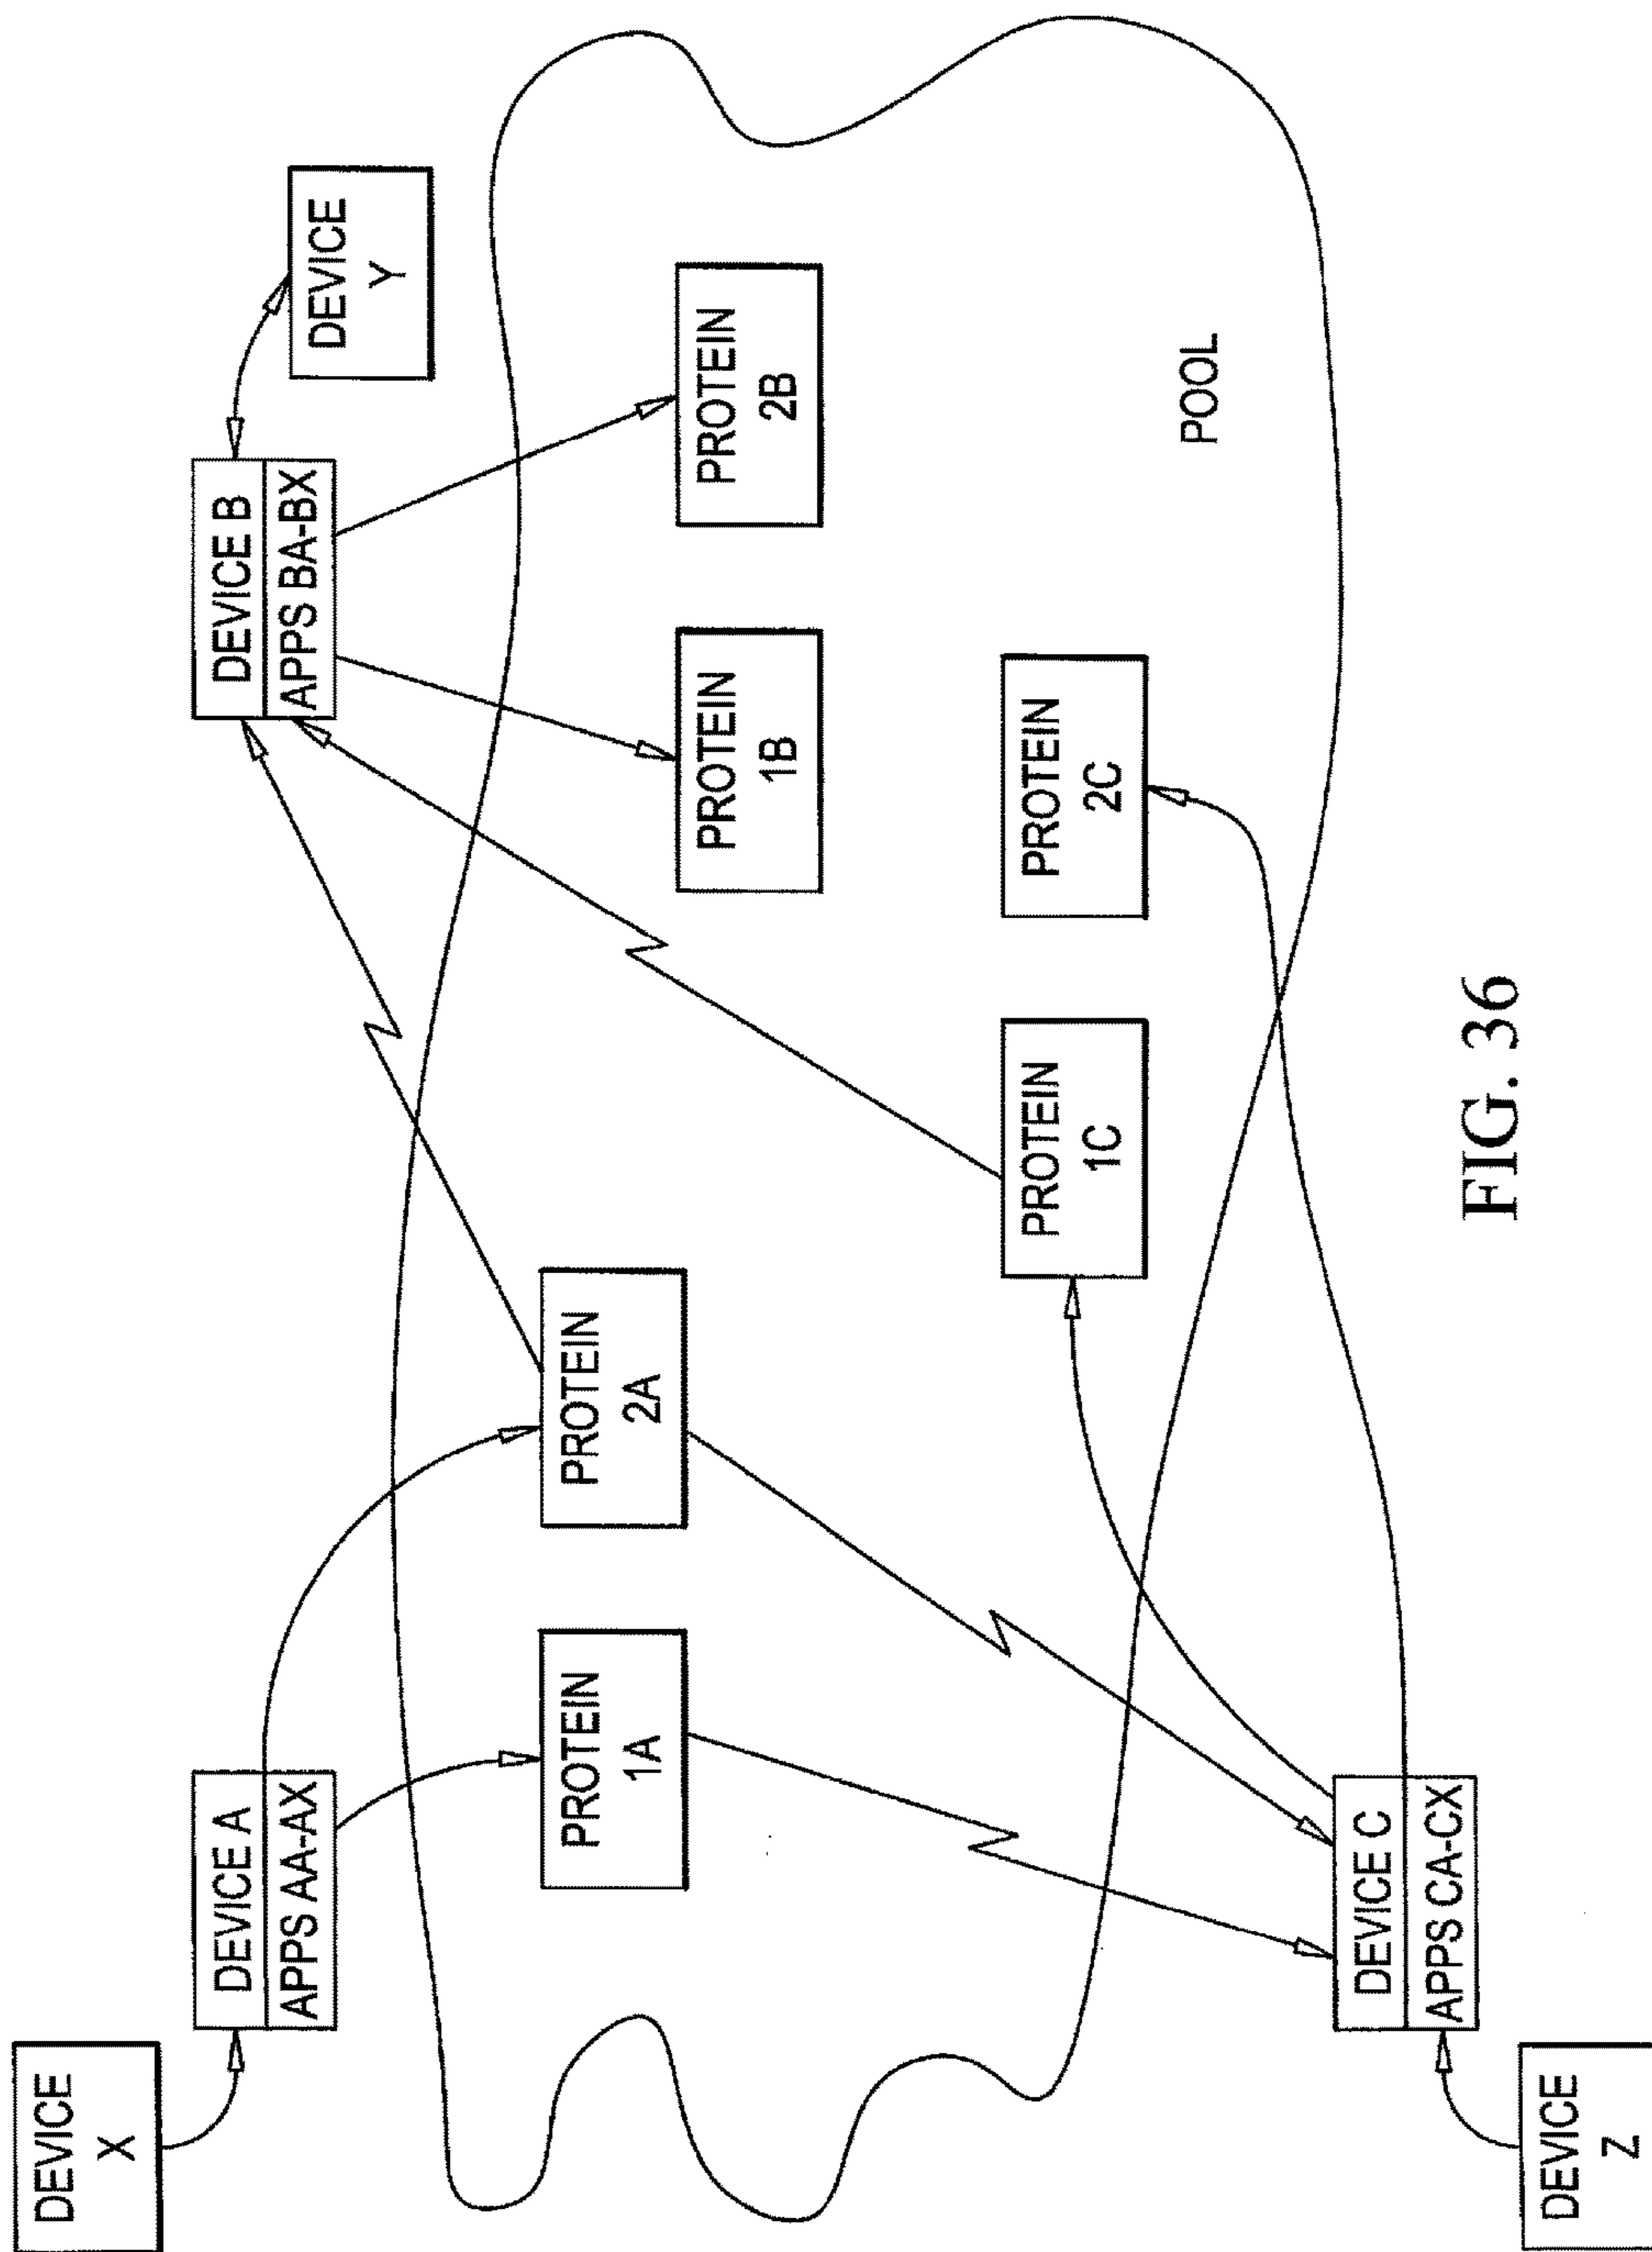 DEVICE
X
DEVICE A
APPS AA-AX
DEVICE B
APPS BA-BX
DEVICE
Y
PROTEIN
1A
PROTEIN
2A
PROTEIN
1B
PROTEIN
2B
PROTEIN
1C
PROTEIN
2C
POOL
DEVICE C
APPS CA-CX
DEVICE
Z
FIG. 36